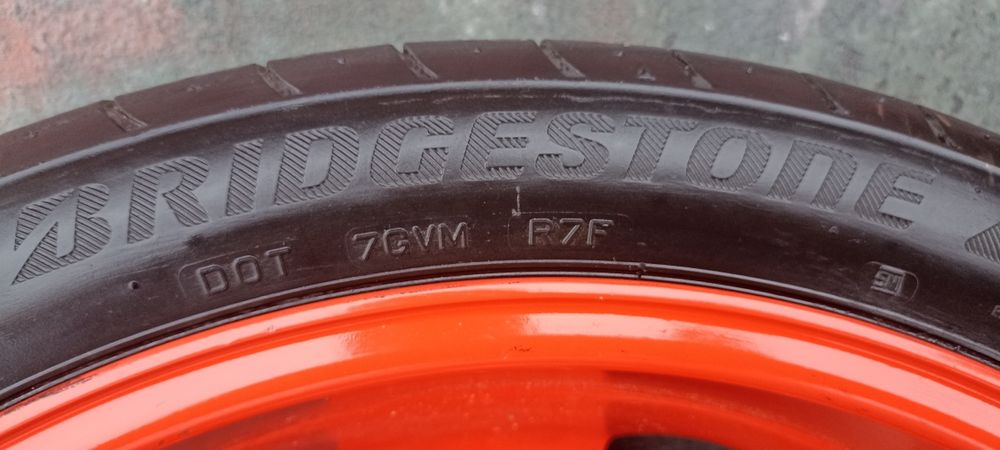 BRIDGESTONE
DOT 7GVM R7F